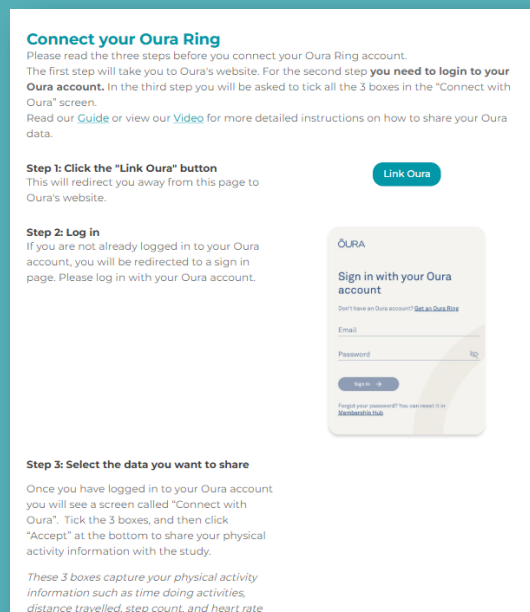 Connect your Oura Ring
Please read the three steps before you connect your Oura Ring account.
The first step will take you to Oura's website. For the second step you need to login to your
Oura account. In the third step you will be asked to tick all the 3 boxes in the "Connect with
Oura" screen.
Read our Guide or view our Video for more detailed instructions on how to share your Oura
data.
Step 1: Click the "Link Oura" button
This will redirect you away from this page to
Oura's website.
Link Oura
Step 2: Log in
If you are not already logged in to your Oura
account, you will be redirected to a sign in
page. Please log in with your Oura account.
ŌURA
Sign in with your Oura
account
Don't have an Oura account? Get an Oura Ring
Email
Password
Sign in →
Forgot your password? You can reset it in
Membership Hub
Step 3: Select the data you want to share
Once you have logged in to your Oura account
you will see a screen called “Connect with
Oura”. Tick the 3 boxes, and then click
“Accept” at the bottom to share your physical
activity information with the study.
These 3 boxes capture your physical activity
information such as time doing activities,
distance travelled, step count, and heart rate